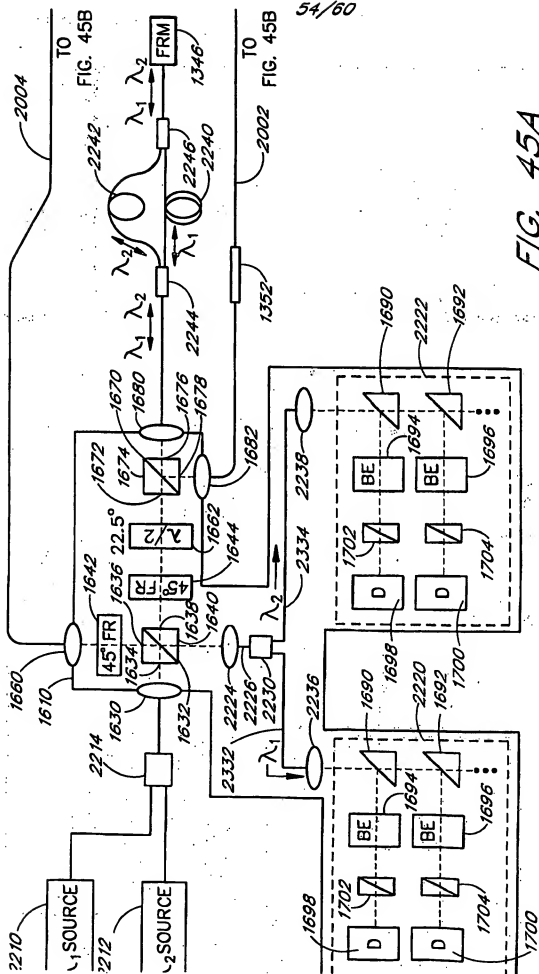 54/60
FIG. 45A
2004
TO
FIG. 45B
2242
λ2
λ1
FRM
1346
2246
2240
λ2
λ1
2244
λ2
λ1
TO
FIG. 45B
2002
1352
1670
1680
1672
1674
1676
1678
1682
22.5°
λ/2
1662
1644
45° FR
1636
1642
45° FR
1638
1640
1634
1632
1660
1610
1630
2214
2210
λ1 SOURCE
2212
λ2 SOURCE
2224
2226
2230
2334
λ2
2238
2332
λ1
2236
1690
2222
1692
1694
BE
1696
BE
1702
1704
D
1698
D
1700
1690
2220
1692
1694
BE
1696
BE
1702
1704
1698
D
D
1700